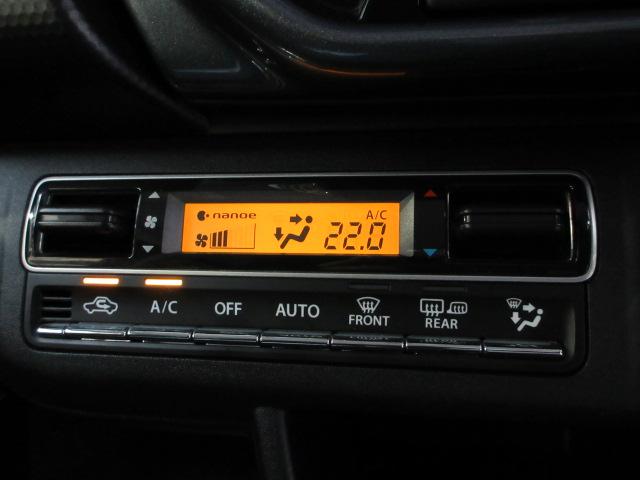 nanoe A/C
22.0
A/C OFF AUTO FRONT REAR